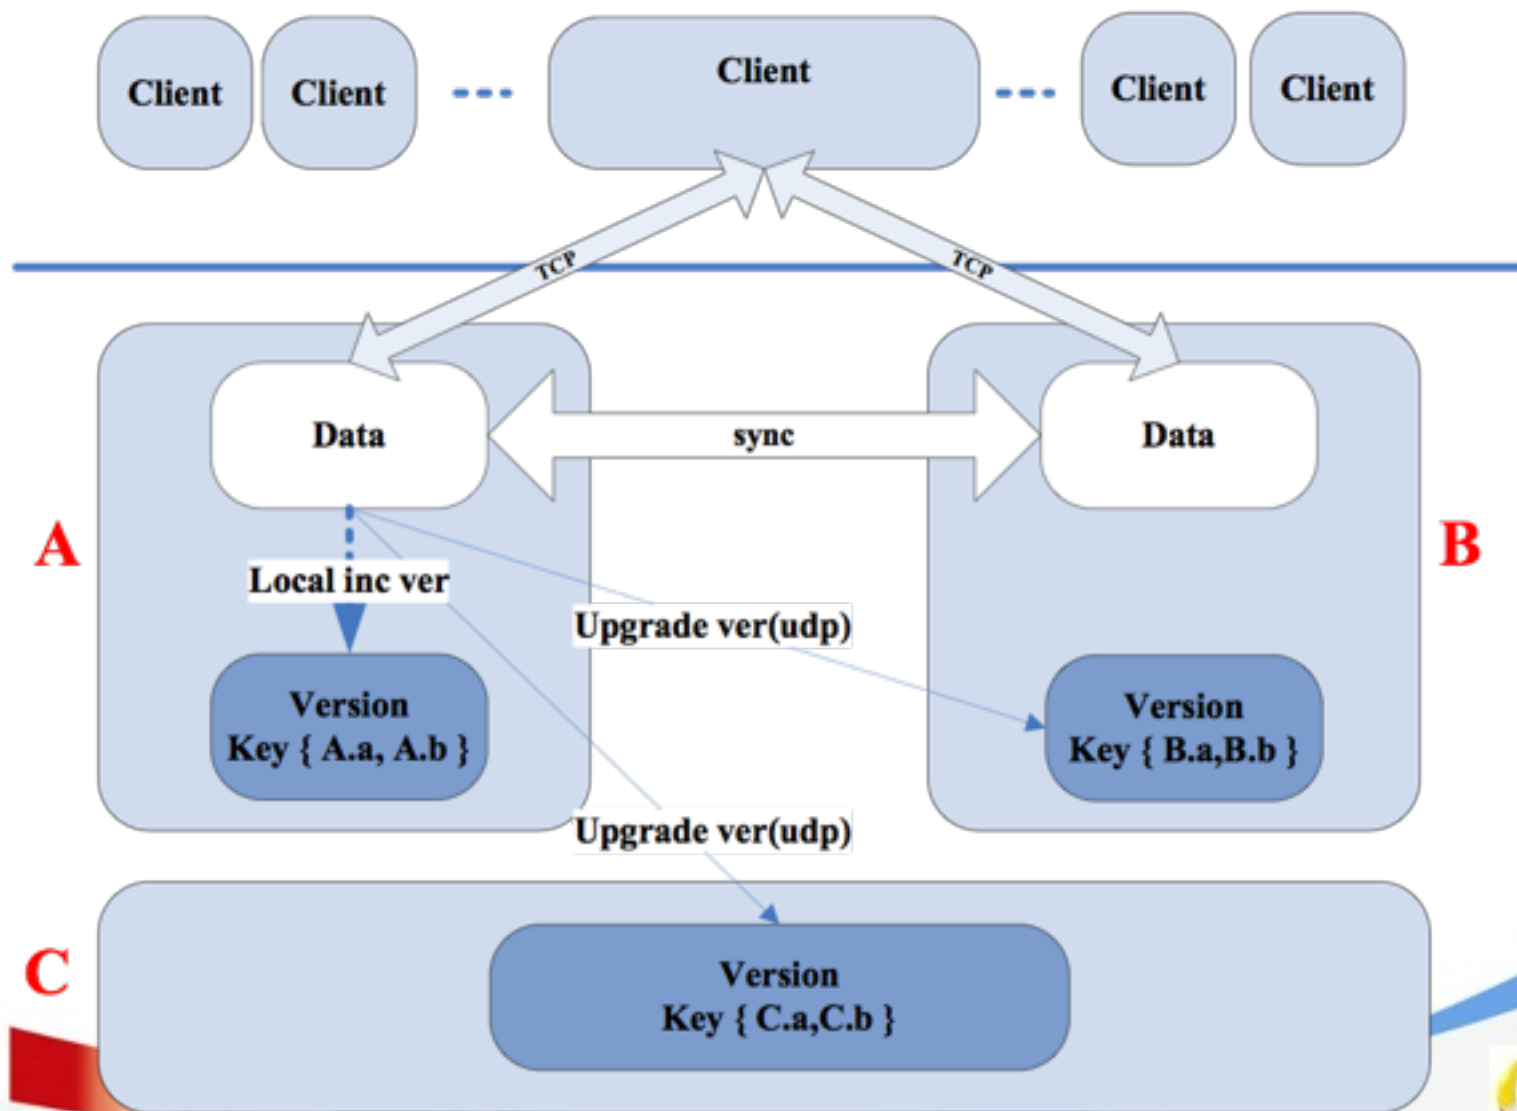 Client
Client
Client
Client
Client
TCP
TCP
Data
sync
Data
A
B
Local inc ver
Upgrade ver(udp)
Version
Key { A.a, A.b }
Version
Key { B.a,B.b }
Upgrade ver(udp)
C
Version
Key { C.a,C.b }